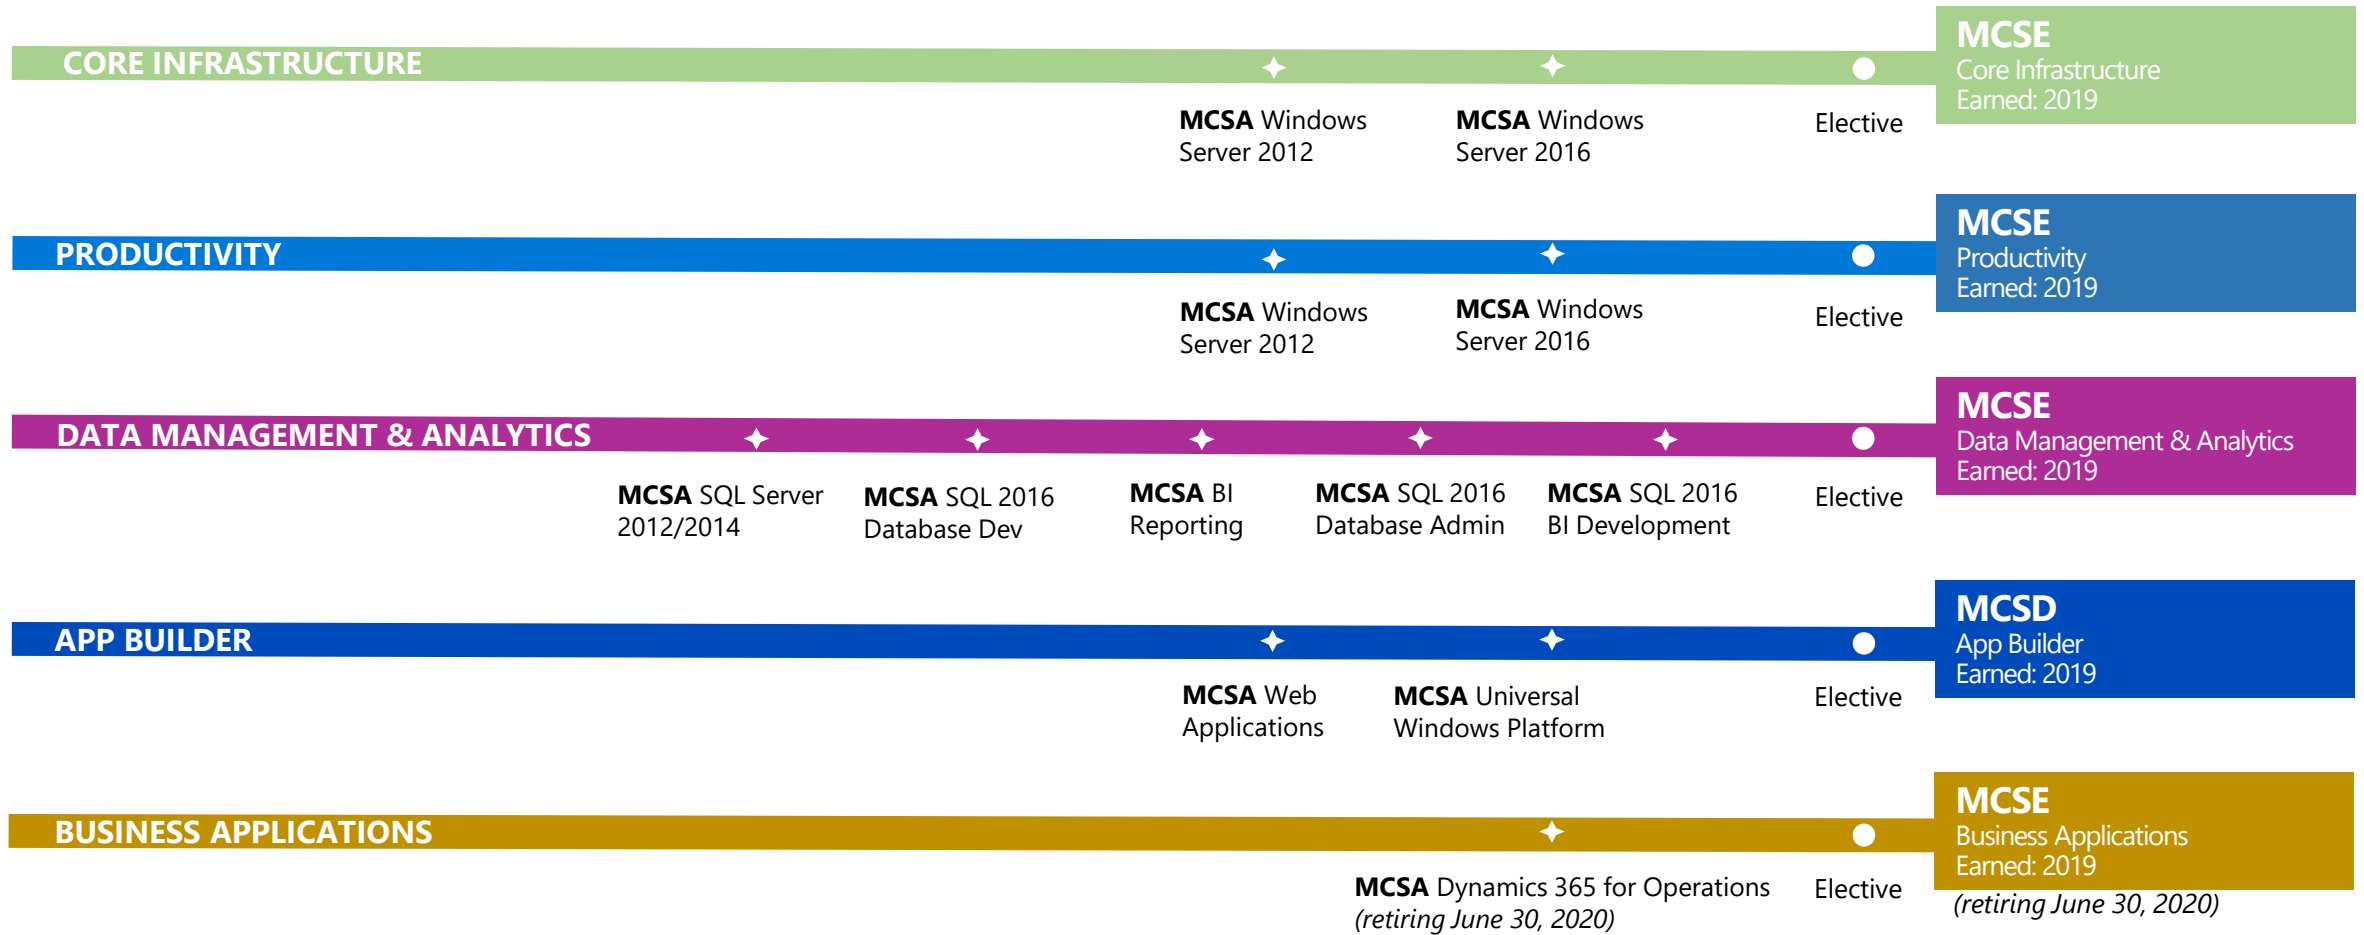 CORE INFRASTRUCTURE
MCSA Windows
Server 2012
MCSA Windows
Server 2016
Elective
MCSE
Core Infrastructure
Earned: 2019
PRODUCTIVITY
MCSA Windows
Server 2012
MCSA Windows
Server 2016
Elective
MCSE
Productivity
Earned: 2019
DATA MANAGEMENT & ANALYTICS
MCSA SQL Server
2012/2014
MCSA SQL 2016
Database Dev
MCSA BI
Reporting
MCSA SQL 2016
Database Admin
MCSA SQL 2016
BI Development
Elective
MCSE
Data Management & Analytics
Earned: 2019
APP BUILDER
MCSA Web
Applications
MCSA Universal
Windows Platform
Elective
MCSD
App Builder
Earned: 2019
BUSINESS APPLICATIONS
MCSA Dynamics 365 for Operations
(retiring June 30, 2020)
Elective
MCSE
Business Applications
Earned: 2019
(retiring June 30, 2020)